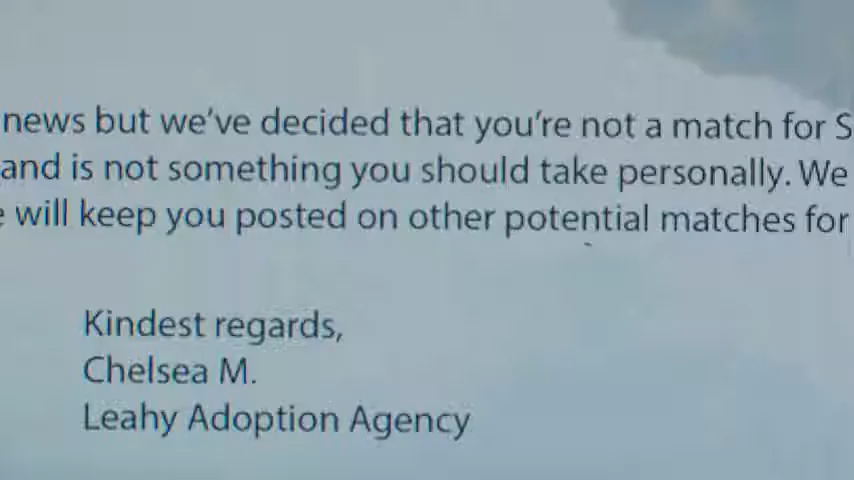 news but we've decided that you're not a match for S
and is not something you should take personally. We
e will keep you posted on other potential matches for
Kindest regards,
Chelsea M.
Leahy Adoption Agency